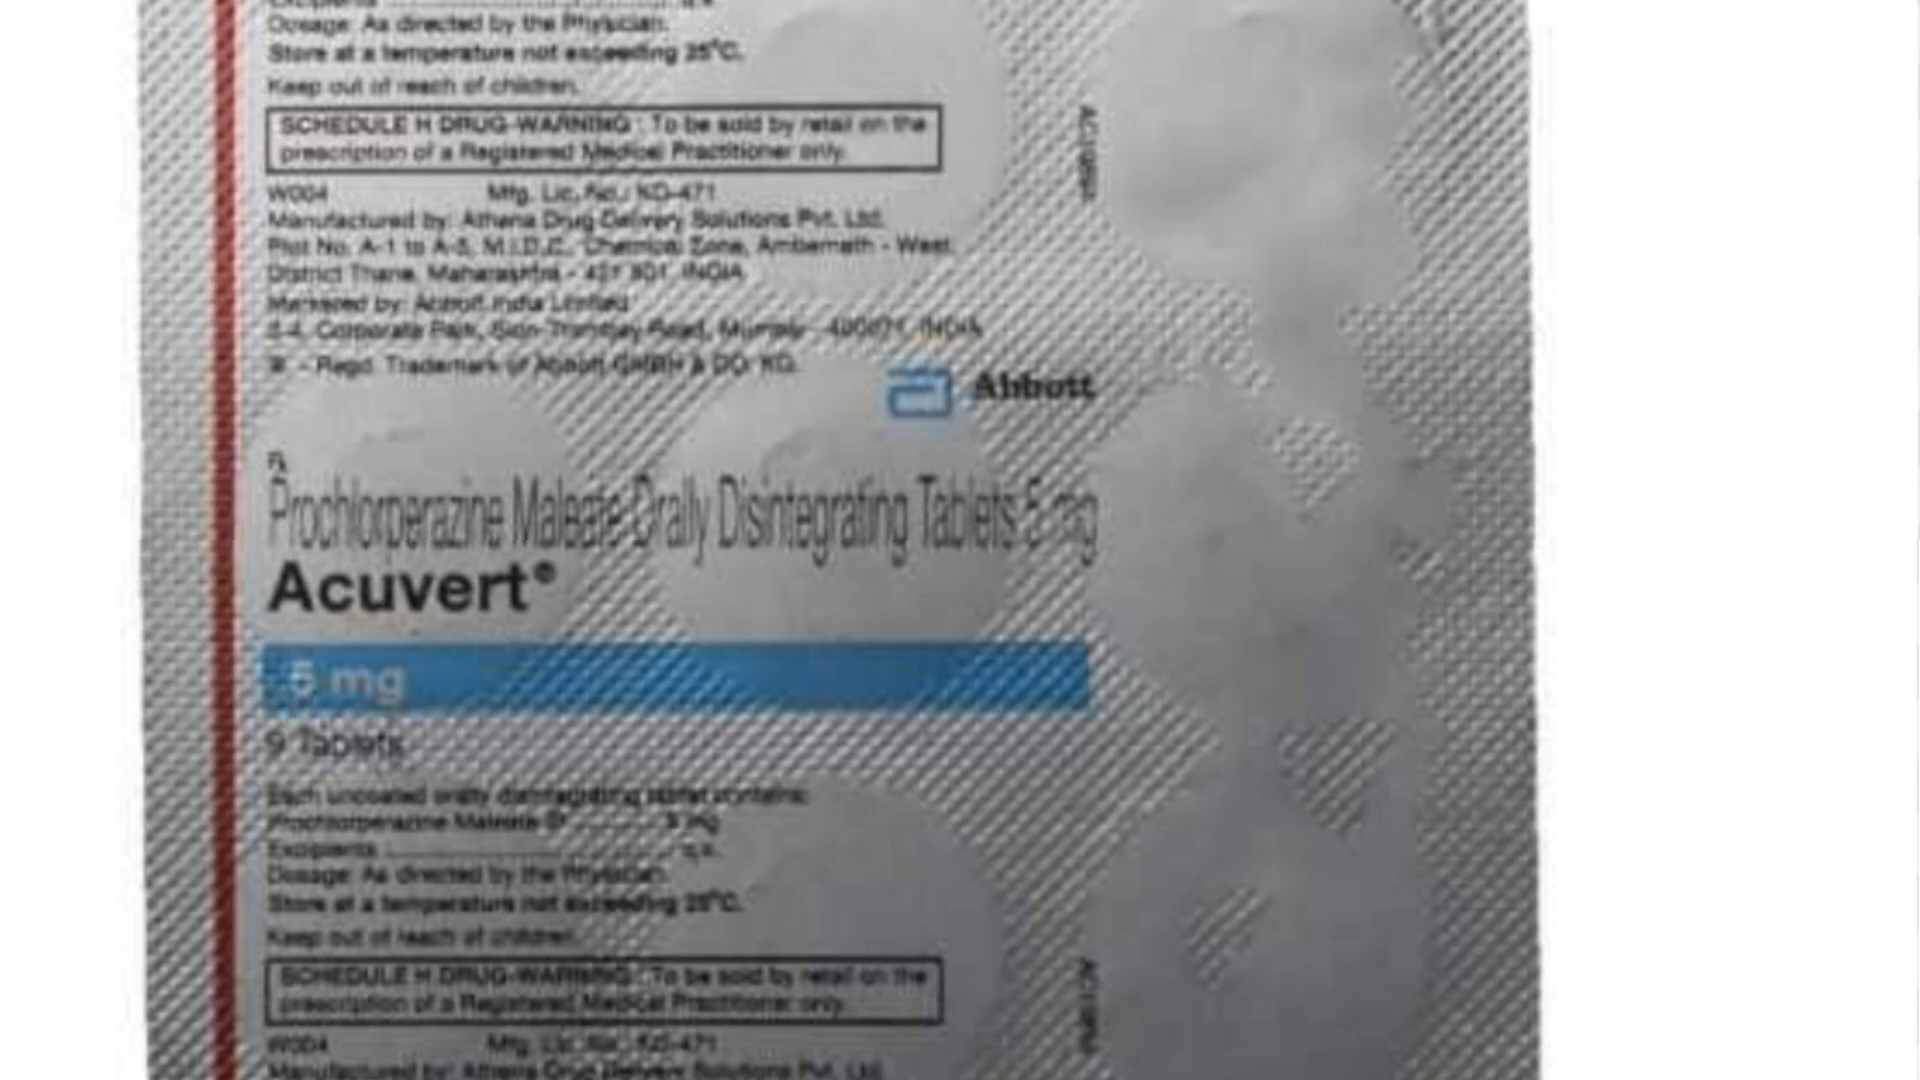 Excipients ........................ q.s.
Dosage: As directed by the Physician.
Store at a temperature not exceeding 25°C.
Keep out of reach of children.
SCHEDULE H DRUG-WARNING : To be sold by retail on the
prescription of a Registered Medical Practitioner only.
W004 Mfg. Lic. No.: KD-471
Manufactured by: Athena Drug Delivery Solutions Pvt. Ltd.
Plot No. A-1 to A-5, M.I.D.C., Chemical Zone, Ambernath - West,
District Thane, Maharashtra - 421 501, INDIA
Marketed by: Abbott India Limited
3-4, Corporate Park, Sion-Trombay Road, Mumbai - 400071, INDIA
® - Regd. Trademark of Abbott GMBH & CO. KG.
Abbott
Rx
Prochlorperazine Maleate Orally Disintegrating Tablets 5 mg
Acuvert®
5 mg
9 Tablets
Each uncoated orally disintegrating tablet contains:
Prochlorperazine Maleate IP ............ 5 mg
Excipients ........................ q.s.
Dosage: As directed by the Physician.
Store at a temperature not exceeding 25°C.
Keep out of reach of children.
SCHEDULE H DRUG-WARNING : To be sold by retail on the
prescription of a Registered Medical Practitioner only.
W004 Mfg. Lic. No.: KD-471
Manufactured by: Athena Drug Delivery Solutions Pvt. Ltd.